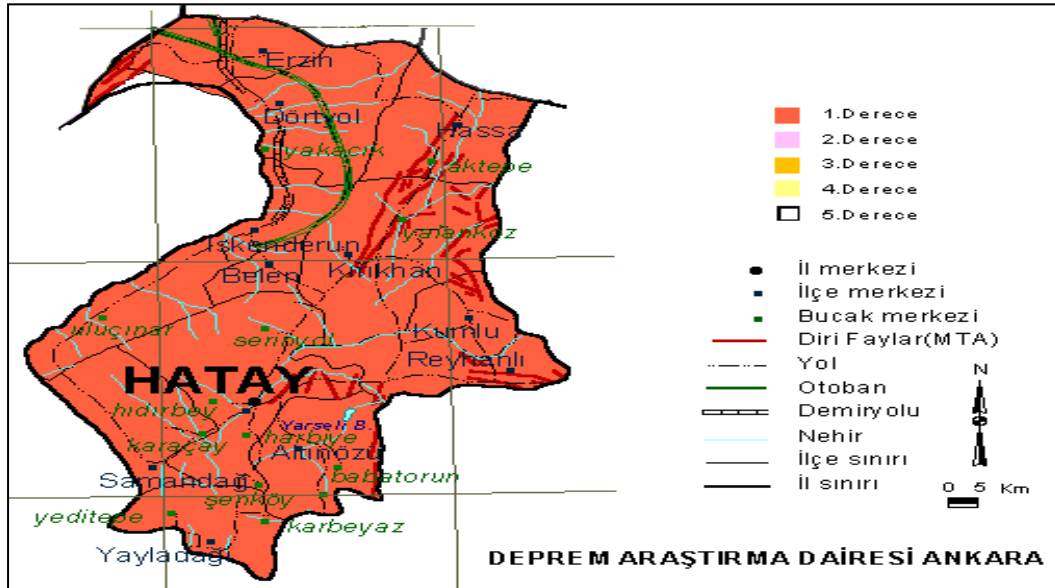 Erzin
Dörtyol
Hassa
yakacık
aktepe
yalankoz
İskenderun
Belen
Kırıkhan
uluçınar
serinyol
Kumlu
Reyhanlı
HATAY
hıdırbey
Yarseli B.
karaçay
harbiye
Altınözü
Samandağ
babatorun
şenköy
yeditepe
karbeyaz
Yayladağı
1.Derece
2.Derece
3.Derece
4.Derece
5.Derece
İl merkezi
İlçe merkezi
Bucak merkezi
Diri Faylar(MTA)
Yol
Otoban
Demiryolu
Nehir
İlçe sınırı
İl sınırı
N
S
0 5 Km
DEPREM ARAŞTIRMA DAİRESİ ANKARA